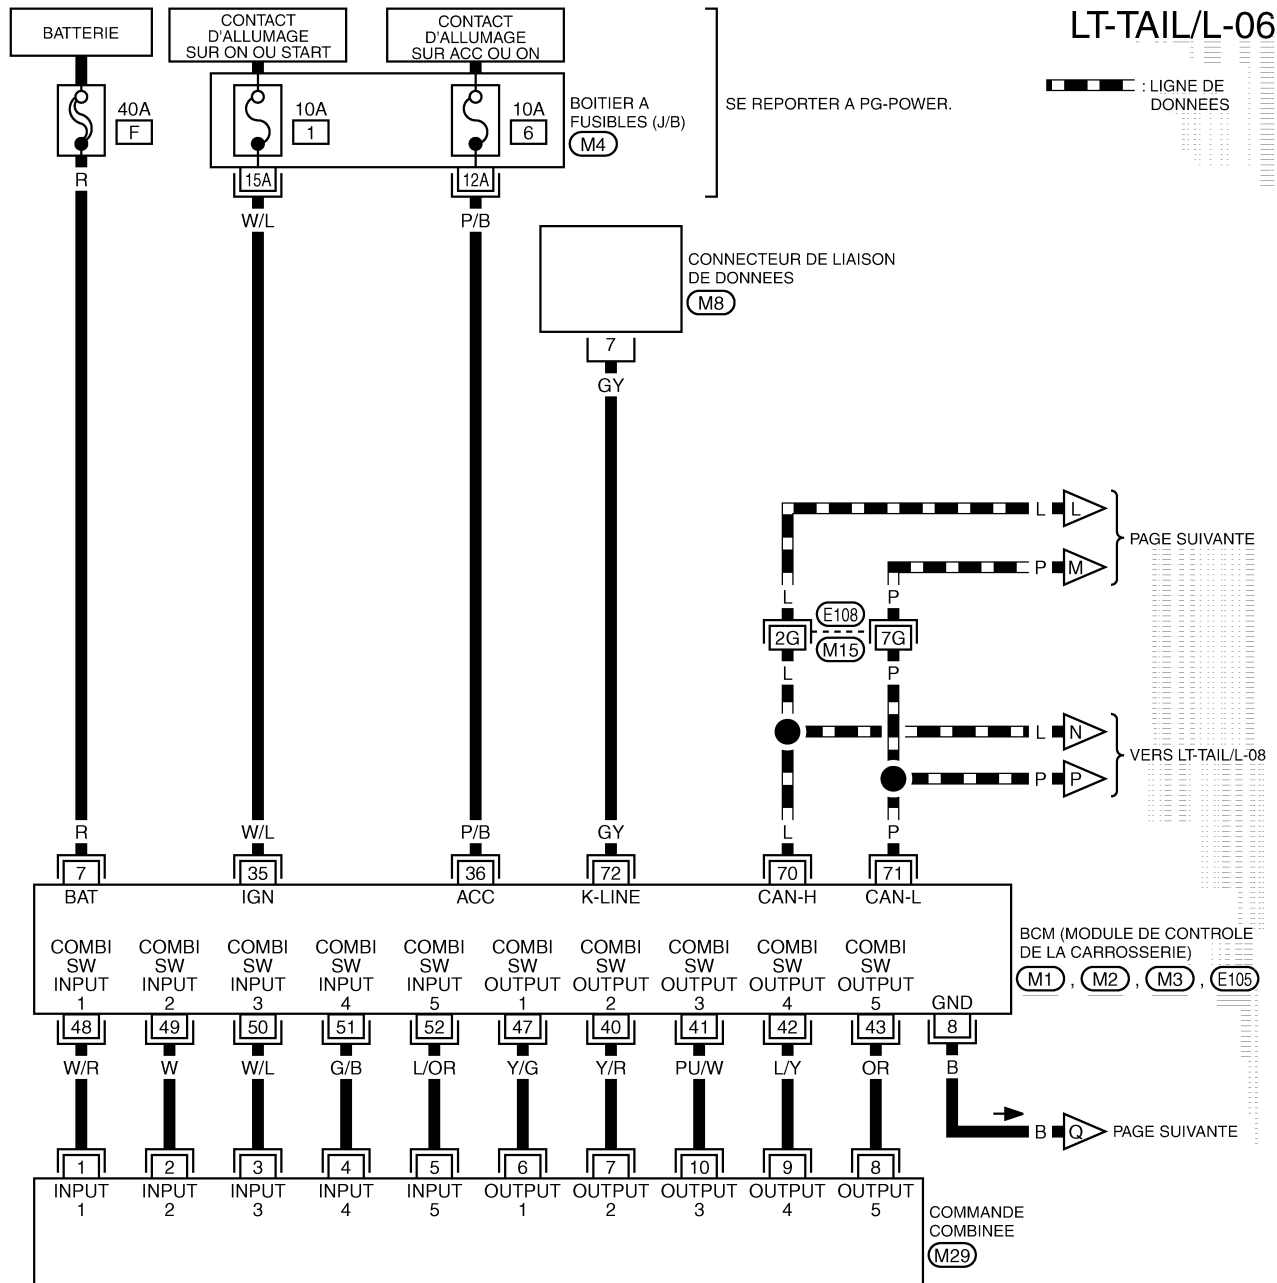 LT-TAIL/L-06
BATTERIE
CONTACT
D'ALLUMAGE
SUR ON OU START
CONTACT
D'ALLUMAGE
SUR ACC OU ON
: LIGNE DE
DONNEES
40A
F
10A
1
10A
6
BOITIER A
FUSIBLES (J/B)
M4
SE REPORTER A PG-POWER.
15A
12A
R
W/L
P/B
CONNECTEUR DE LIAISON
DE DONNEES
M8
7
GY
L
L
PAGE SUIVANTE
P
M
L
P
E108
2G
7G
M15
L
P
L
N
VERS LT-TAIL/L-08
P
P
R
W/L
P/B
GY
L
P
7
35
36
72
70
71
BAT
IGN
ACC
K-LINE
CAN-H
CAN-L
BCM (MODULE DE CONTROLE
DE LA CARROSSERIE)
M1 , M2 , M3 , E105
COMBI COMBI COMBI COMBI COMBI COMBI COMBI COMBI COMBI COMBI
SW SW SW SW SW SW SW SW SW SW
INPUT INPUT INPUT INPUT INPUT OUTPUT OUTPUT OUTPUT OUTPUT OUTPUT
1 2 3 4 5 1 2 3 4 5 GND
48 49 50 51 52 47 40 41 42 43 8
W/R W W/L G/B L/OR Y/G Y/R PU/W L/Y OR B
B
Q
PAGE SUIVANTE
1 2 3 4 5 6 7 10 9 8
INPUT INPUT INPUT INPUT INPUT OUTPUT OUTPUT OUTPUT OUTPUT OUTPUT
1 2 3 4 5 1 2 3 4 5
COMMANDE
COMBINEE
M29